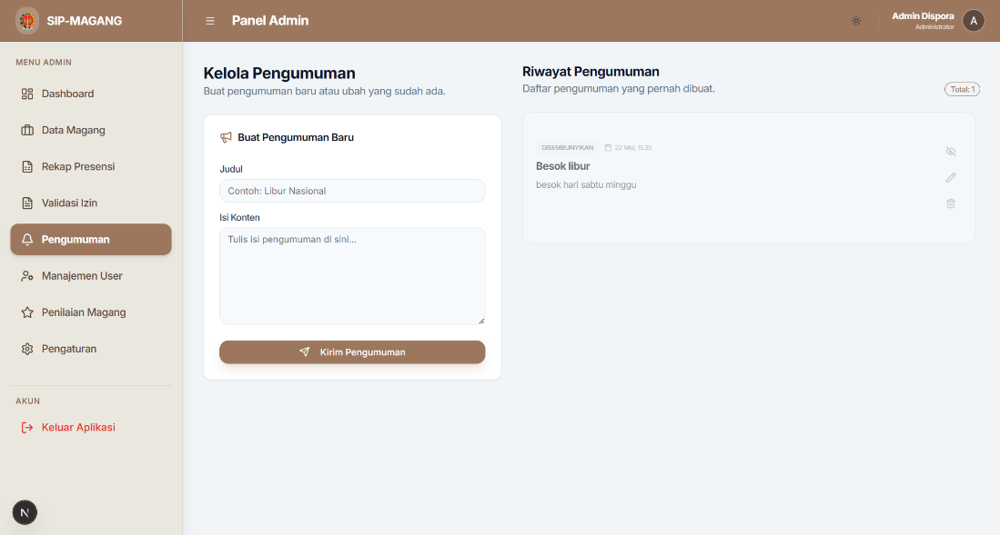 SIP-MAGANG
Panel Admin
Admin Dispora
Administrator
A
MENU ADMIN
Dashboard
Data Magang
Rekap Presensi
Validasi Izin
Pengumuman
Manajemen User
Penilaian Magang
Pengaturan
AKUN
Keluar Aplikasi
N
Kelola Pengumuman
Buat pengumuman baru atau ubah yang sudah ada.
Buat Pengumuman Baru
Judul
Contoh: Libur Nasional
Isi Konten
Tulis isi pengumuman di sini...
Kirim Pengumuman
Riwayat Pengumuman
Daftar pengumuman yang pernah dibuat.
Total: 1
DISEMBUNYIKAN 22 Mei, 15.35
Besok libur
besok hari sabtu minggu